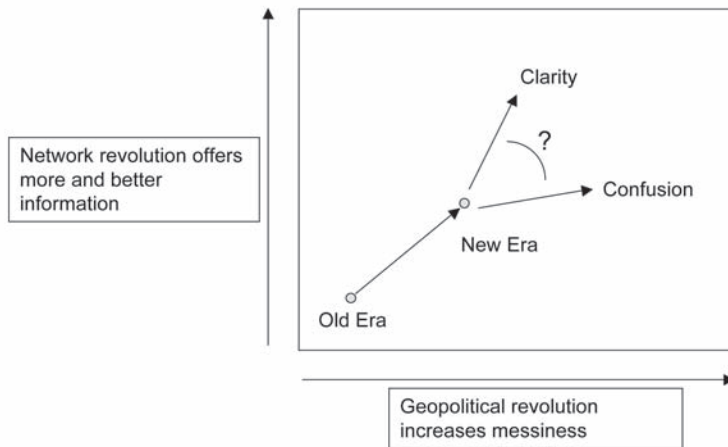 Clarity
?
Network revolution offers
more and better
information
Confusion
New Era
Old Era
Geopolitical revolution
increases messiness